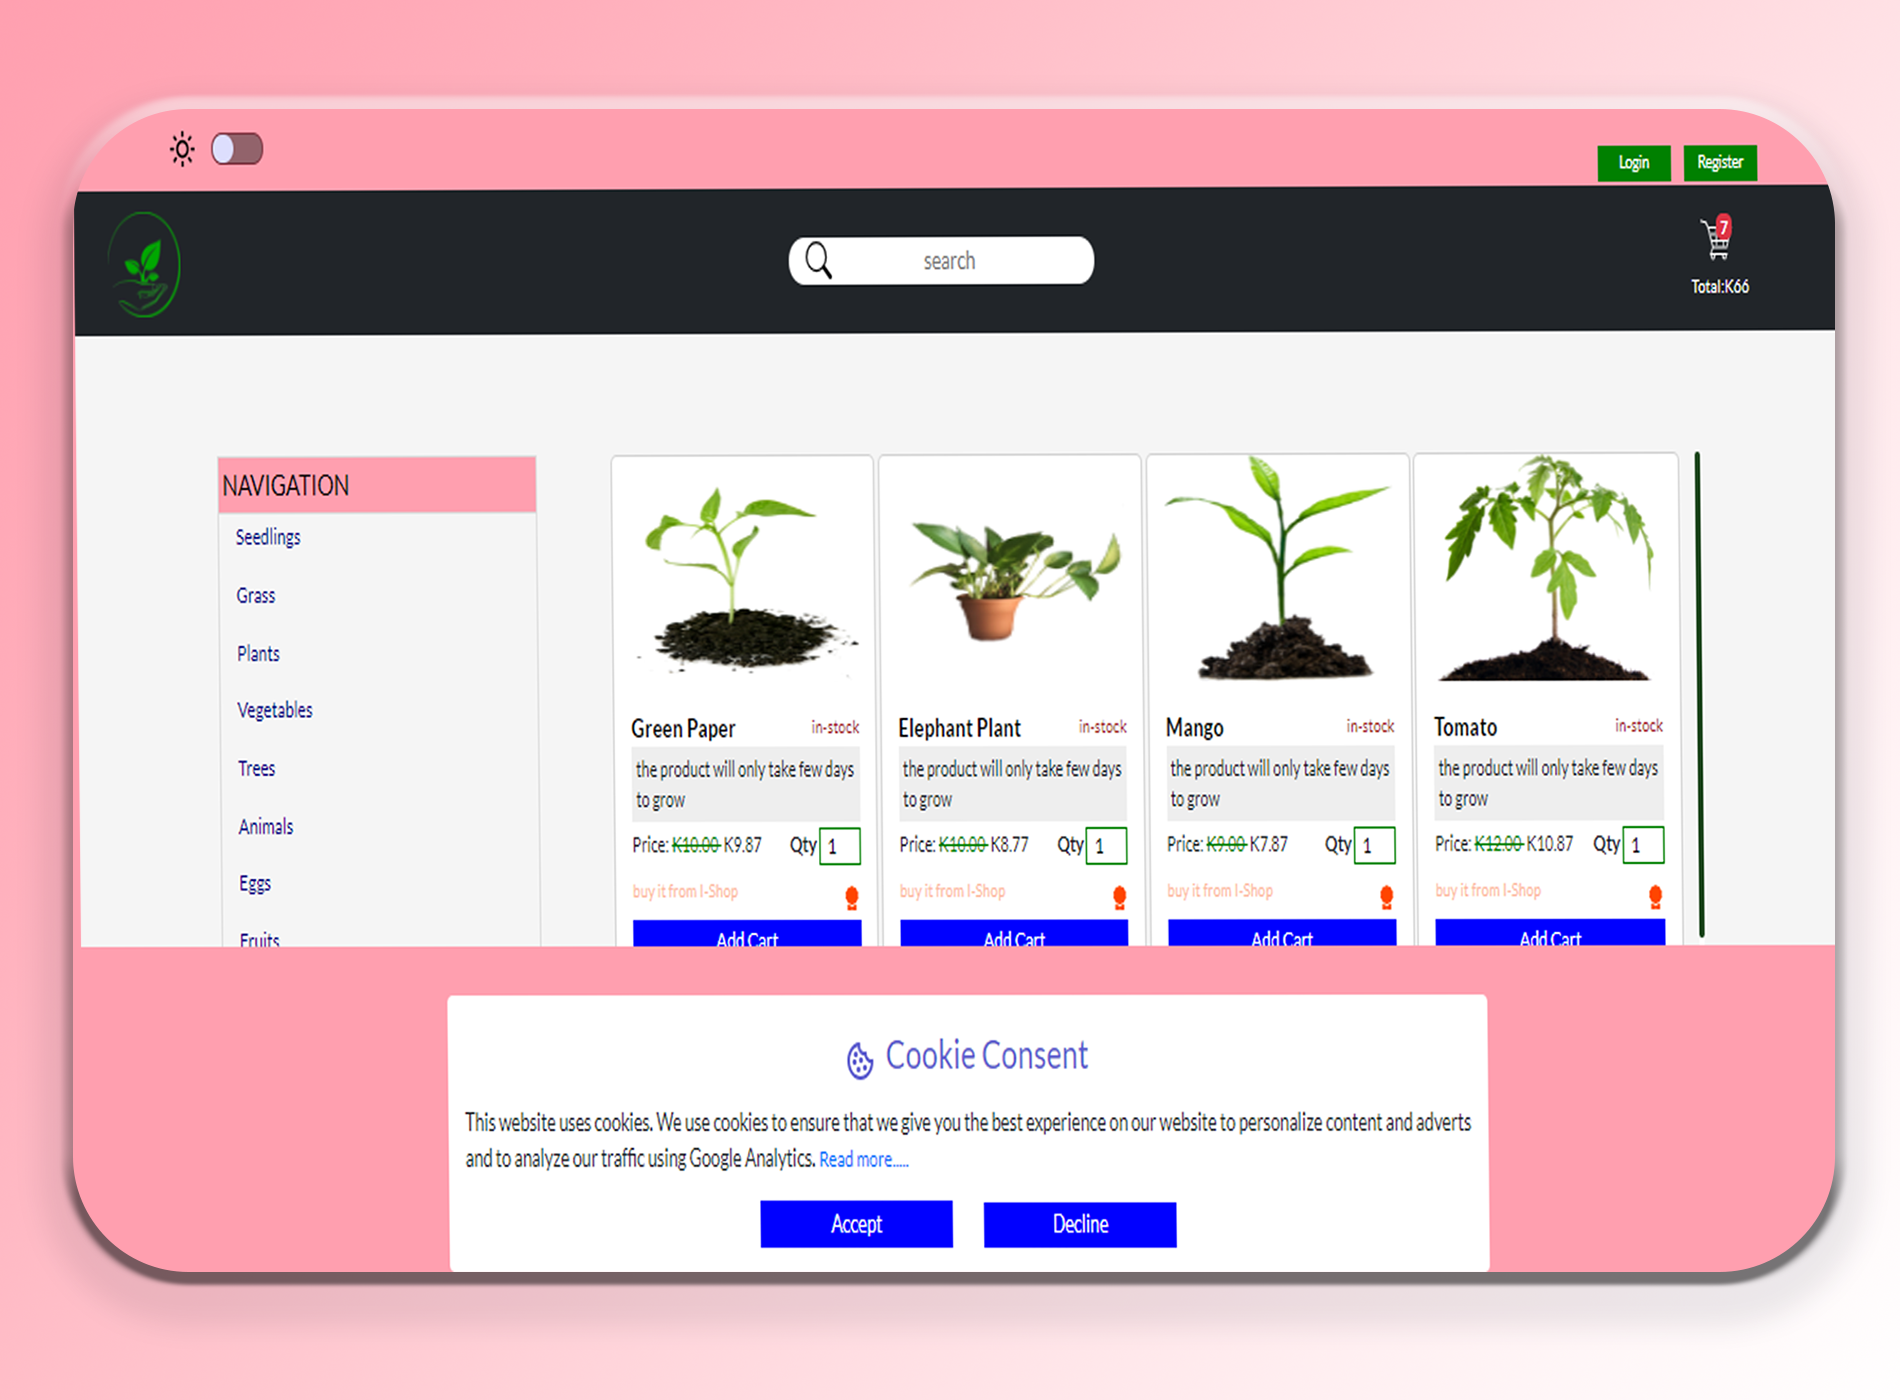 Login
Register
search
7
Total:K66
NAVIGATION
Seedlings
Grass
Plants
Vegetables
Trees
Animals
Eggs
Fruits
Green Paper in-stock
the product will only take few days
to grow
Price: K10.00 K9.87 Qty 1
buy it from I-Shop
Add Cart
Elephant Plant in-stock
the product will only take few days
to grow
Price: K10.00 K8.77 Qty 1
buy it from I-Shop
Add Cart
Mango in-stock
the product will only take few days
to grow
Price: K9.00 K7.87 Qty 1
buy it from I-Shop
Add Cart
Tomato in-stock
the product will only take few days
to grow
Price: K12.00 K10.87 Qty 1
buy it from I-Shop
Add Cart
Cookie Consent
This website uses cookies. We use cookies to ensure that we give you the best experience on our website to personalize content and adverts
and to analyze our traffic using Google Analytics. Read more.....
Accept
Decline